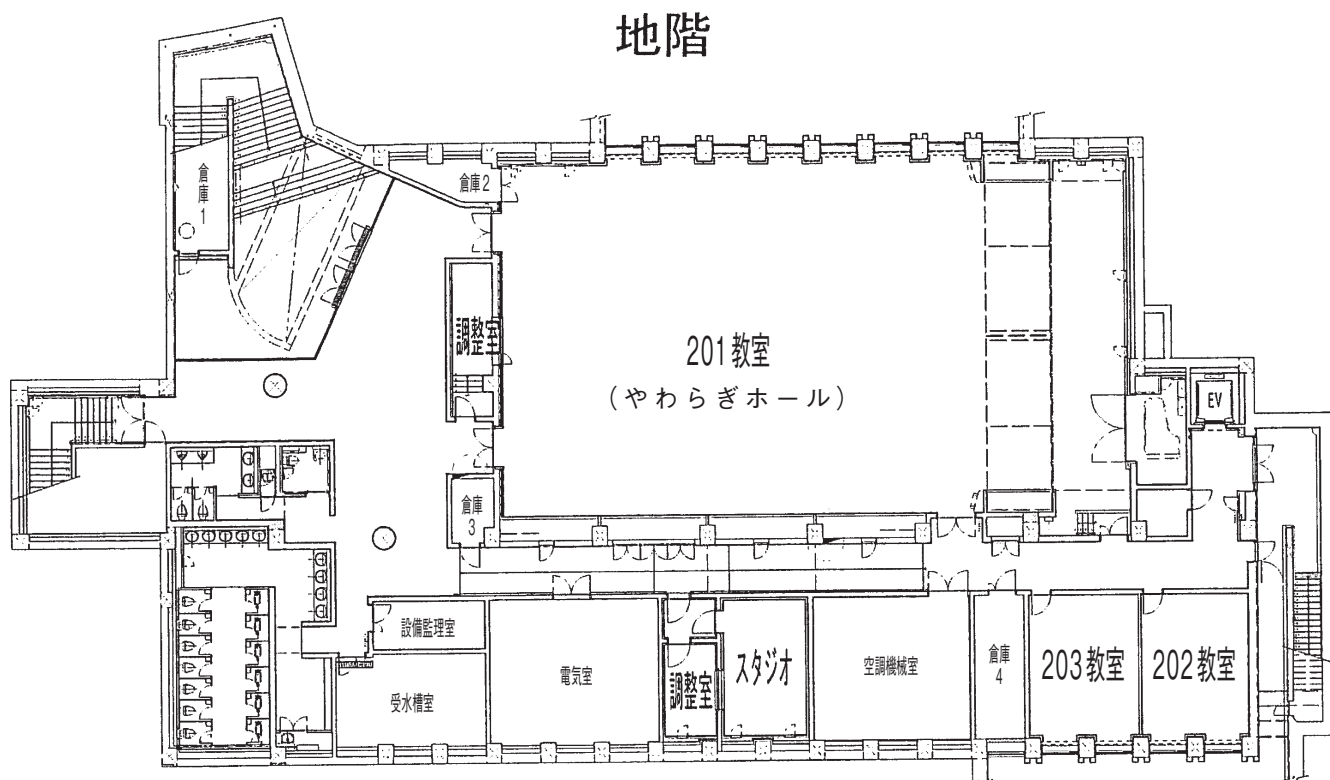 地階
倉庫1
倉庫2
調整室
201教室
(やわらぎホール)
EV
倉庫3
設備監理室
受水槽室
電気室
調整室
スタジオ
空調機械室
倉庫4
203教室
202教室